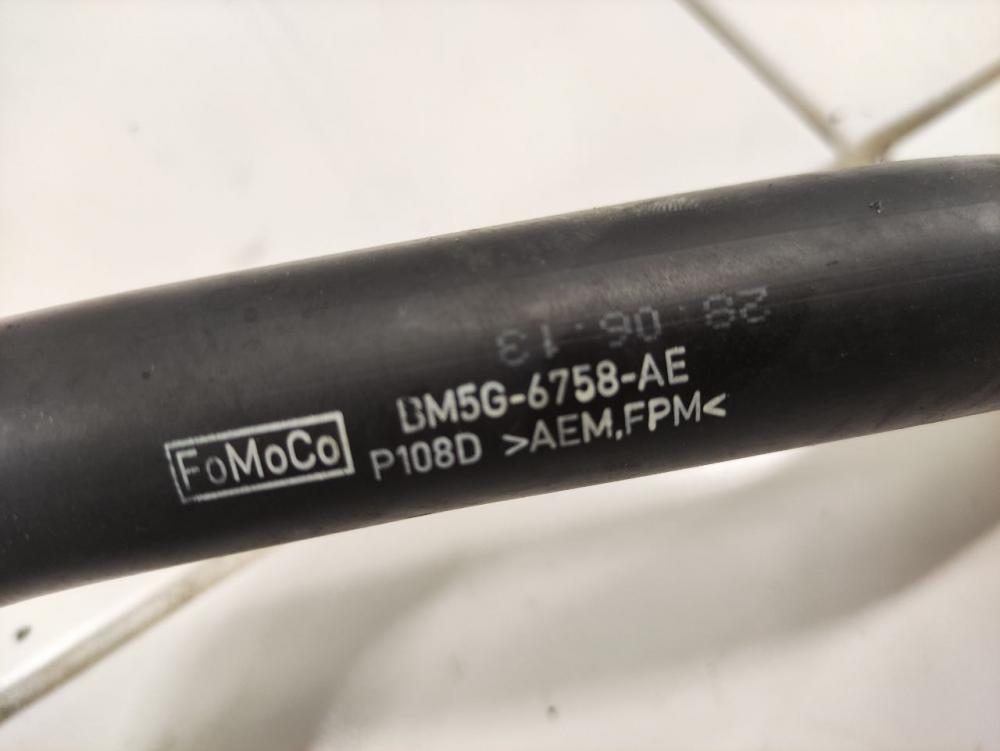 28.06.13
BM5G-6758-AE
FoMoCo P108D >AEM,FPM<